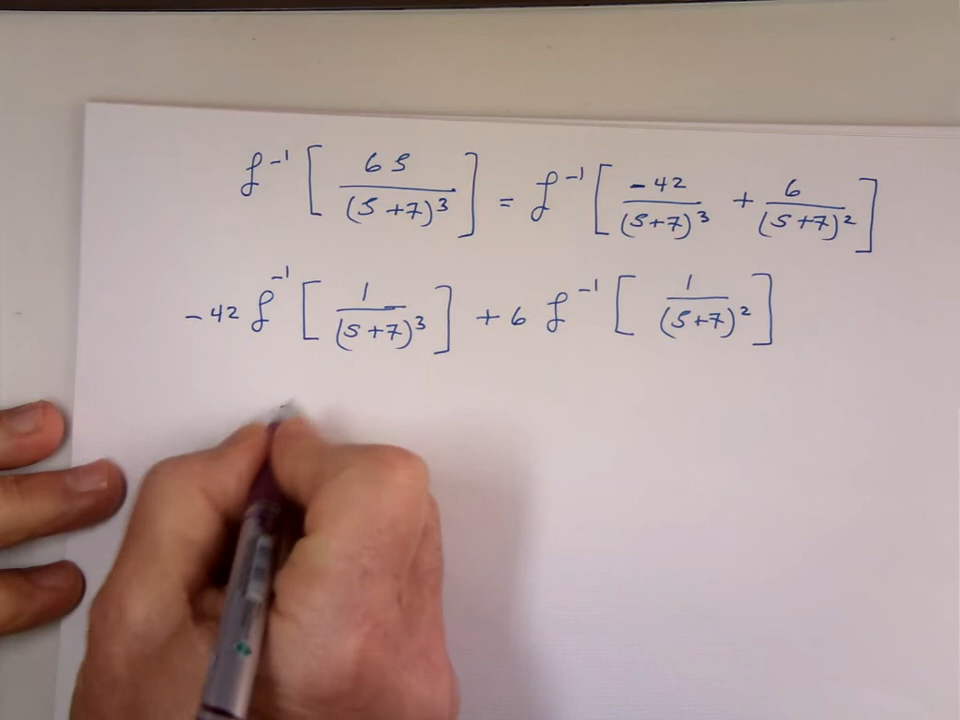 ℒ⁻¹ [ 6s / (s+7)³ ] = ℒ⁻¹ [ -42 / (s+7)³ + 6 / (s+7)² ]
-42 ℒ⁻¹ [ 1 / (s+7)³ ] + 6 ℒ⁻¹ [ 1 / (s+7)² ]